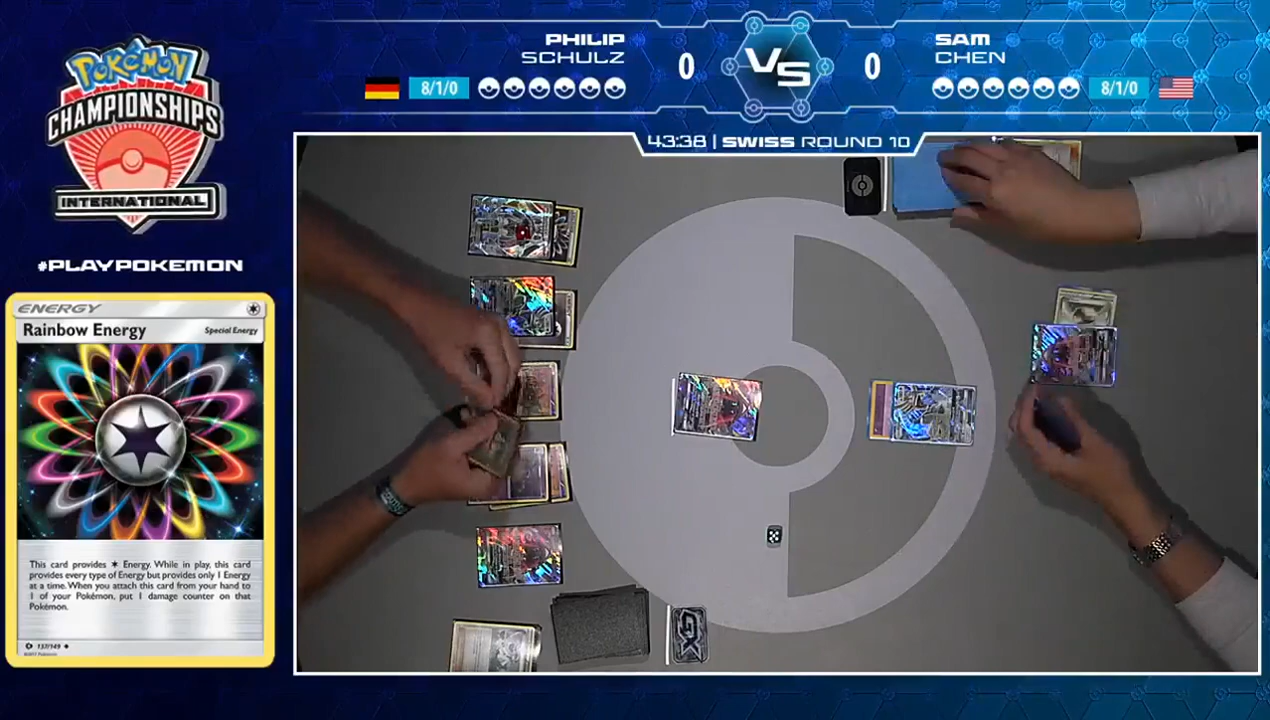 POKÉMON
CHAMPIONSHIPS
INTERNATIONAL
#PLAYPOKEMON
PHILIP
SCHULZ
8/1/0
0
VS
0
SAM
CHEN
8/1/0
43:38 | SWISS ROUND 10
ENERGY
Rainbow Energy
Special Energy
This card provides Energy. While in play, this card
provides every type of Energy but provides only 1 Energy
at a time. When you attach this card from your hand to
1 of your Pokémon, put 1 damage counter on that
Pokémon.
137/149
GX